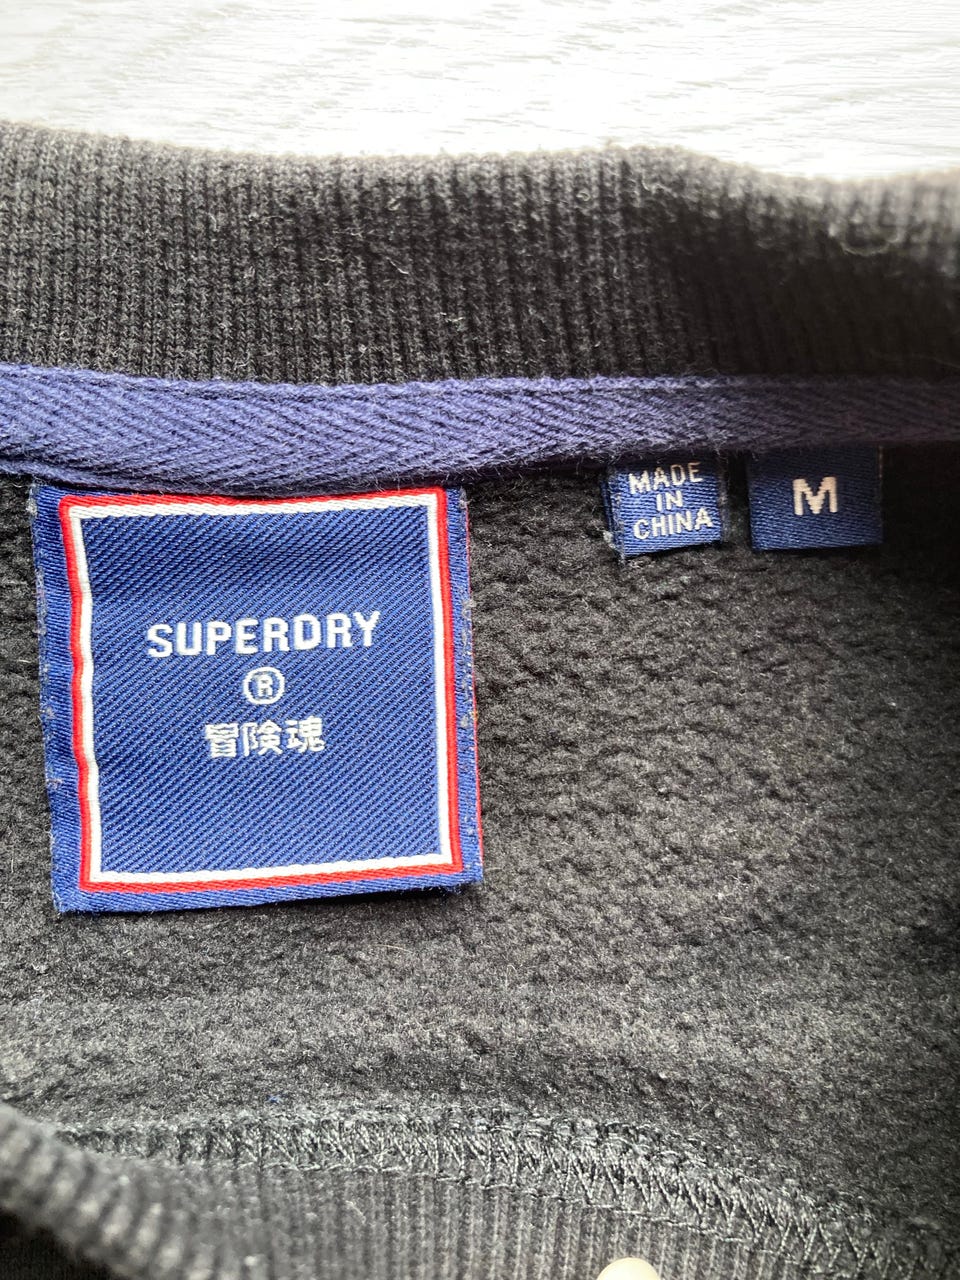 SUPERDRY
®
冒険魂
MADE
IN
CHINA
M